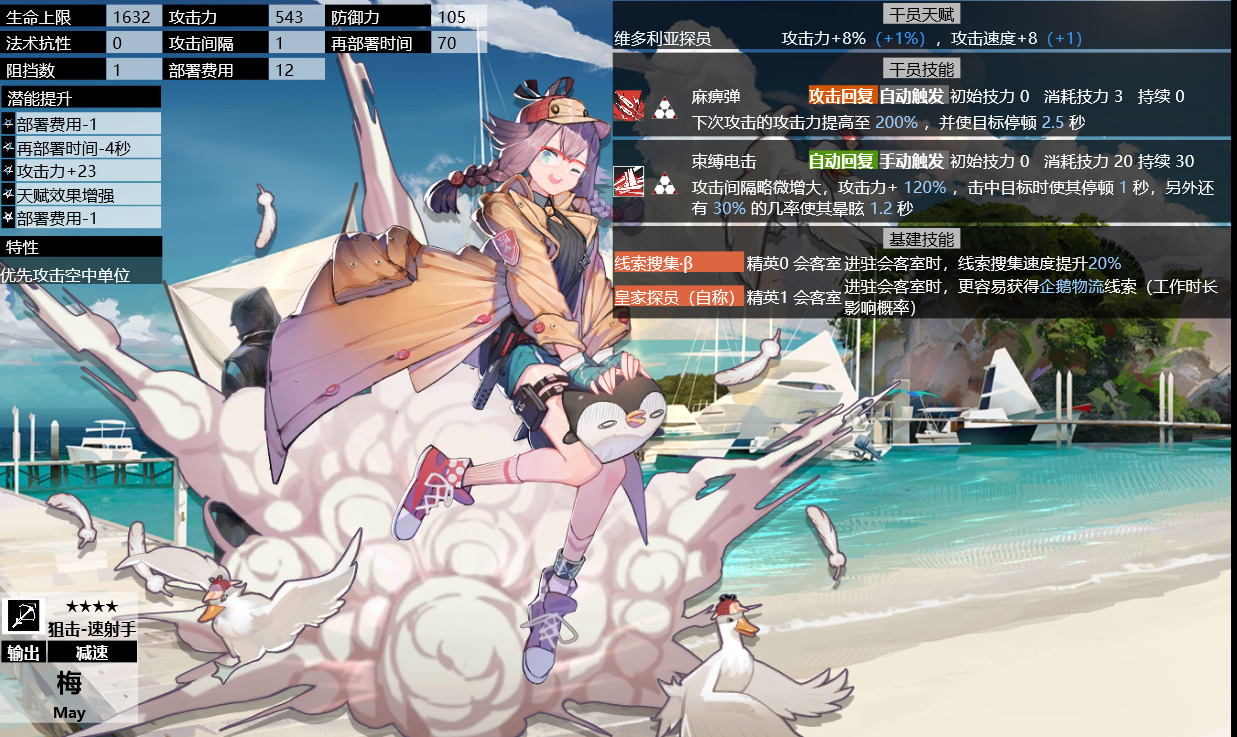 生命上限 1632 攻击力 543 防御力 105
法术抗性 0 攻击间隔 1 再部署时间 70
阻挡数 1 部署费用 12
潜能提升
部署费用-1
再部署时间-4秒
攻击力+23
天赋效果增强
部署费用-1
特性
优先攻击空中单位
干员天赋
维多利亚探员 攻击力+8%（+1%），攻击速度+8（+1）
干员技能
麻痹弹 攻击回复 自动触发 初始技力 0 消耗技力 3 持续 0
下次攻击的攻击力提高至 200% ，并使目标停顿 2.5 秒
束缚电击 自动回复 手动触发 初始技力 0 消耗技力 20 持续 30
攻击间隔略微增大，攻击力+ 120% ，击中目标时使其停顿 1 秒，另外还
有 30% 的几率使其晕眩 1.2 秒
基建技能
线索搜集·β 精英0 会客室 进驻会客室时，线索搜集速度提升20%
皇家探员（自称） 精英1 会客室 进驻会客室时，更容易获得企鹅物流线索（工作时长
影响概率）
★★★★
狙击-速射手
输出 减速
梅
May